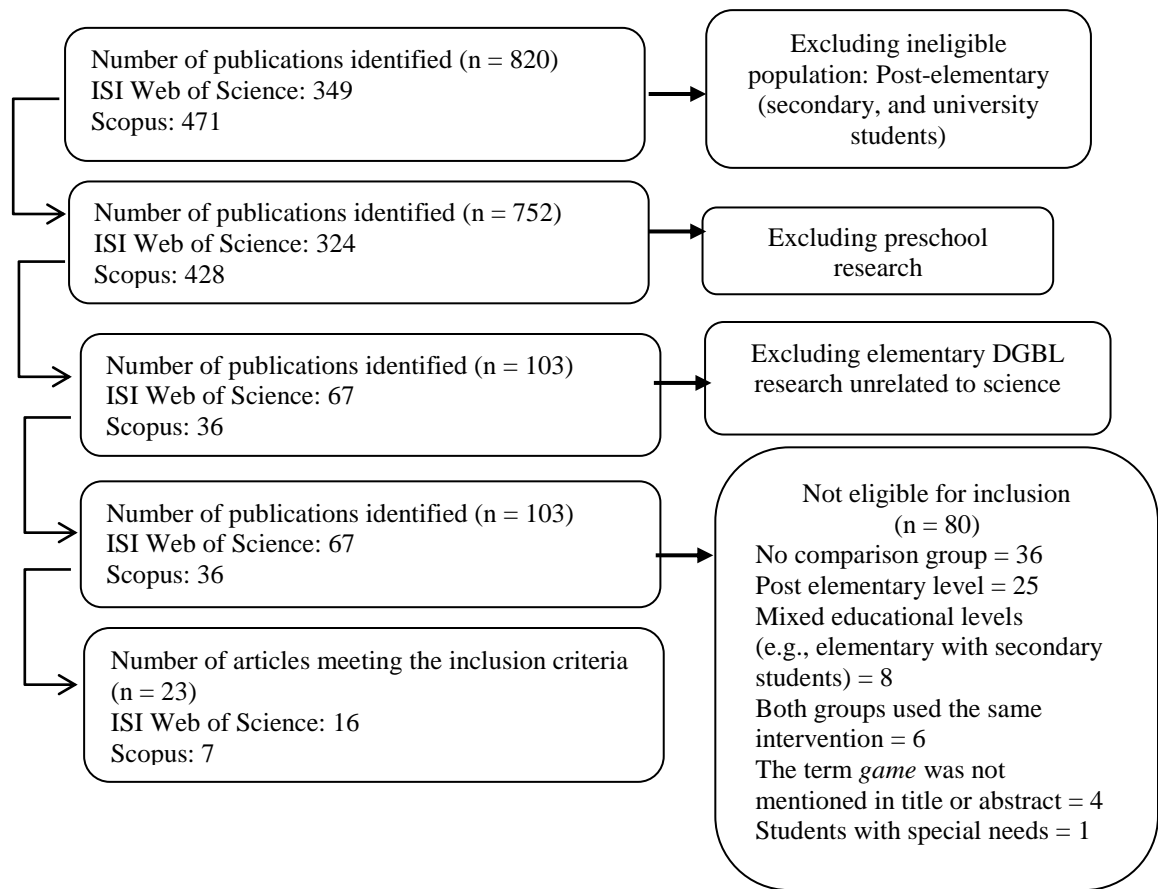 Number of publications identified (n = 820)
ISI Web of Science: 349
Scopus: 471
Excluding ineligible
population: Post-elementary
(secondary, and university
students)
Number of publications identified (n = 752)
ISI Web of Science: 324
Scopus: 428
Excluding preschool
research
Number of publications identified (n = 103)
ISI Web of Science: 67
Scopus: 36
Excluding elementary DGBL
research unrelated to science
Number of publications identified (n = 103)
ISI Web of Science: 67
Scopus: 36
Not eligible for inclusion
(n = 80)
No comparison group = 36
Post elementary level = 25
Mixed educational levels
(e.g., elementary with secondary
students) = 8
Both groups used the same
intervention = 6
The term game was not
mentioned in title or abstract = 4
Students with special needs = 1
Number of articles meeting the inclusion criteria
(n = 23)
ISI Web of Science: 16
Scopus: 7